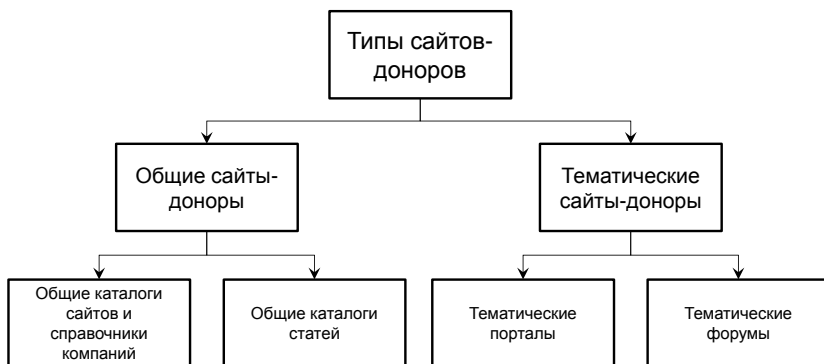 Типы сайтов-
доноров
Общие сайты-
доноры
Тематические
сайты-доноры
Общие каталоги
сайтов и
справочники
компаний
Общие каталоги
статей
Тематические
порталы
Тематические
форумы